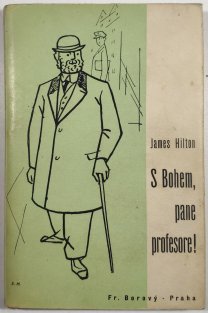 James Hilton
S Bohem,
pane
profesore!
Fr. Borový - Praha